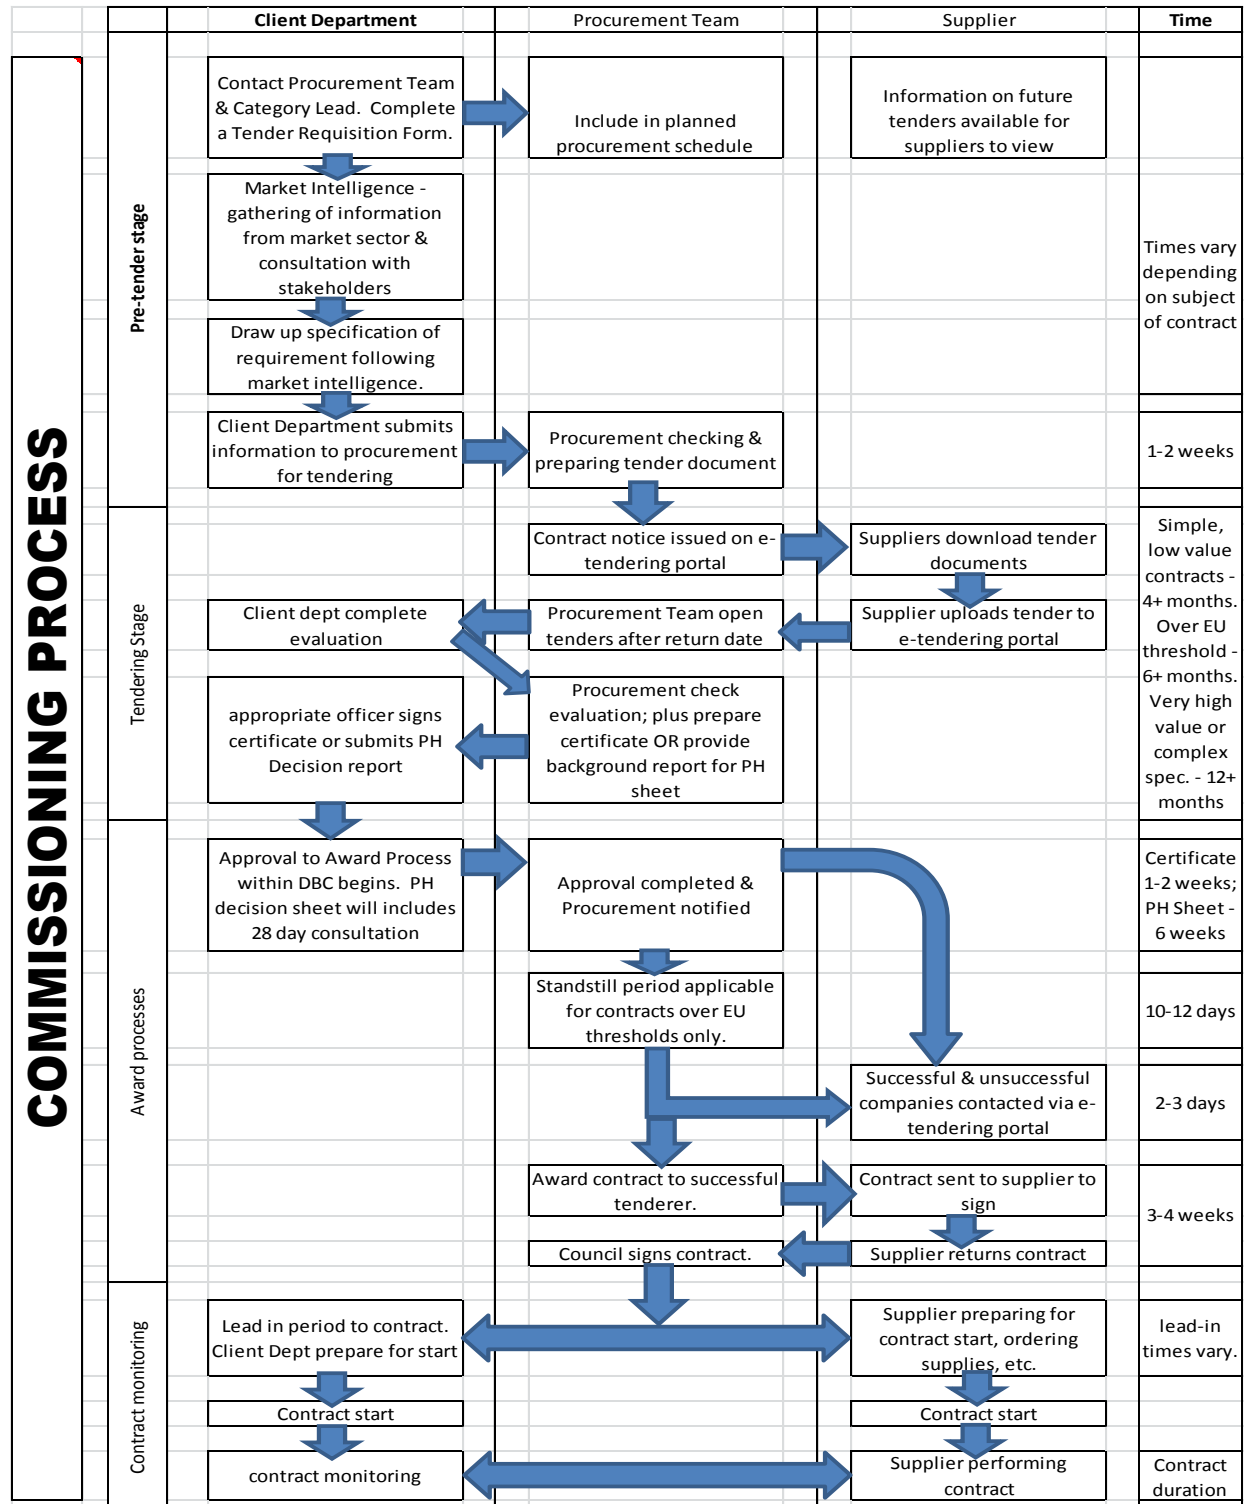 Client Department
Procurement Team
Supplier
Time
COMMISSIONING PROCESS
Pre-tender stage
Contact Procurement Team
& Category Lead. Complete
a Tender Requisition Form.
Include in planned
procurement schedule
Information on future
tenders available for
suppliers to view
Market Intelligence -
gathering of information
from market sector &
consultation with
stakeholders
Times vary
depending
on subject
of contract
Draw up specification of
requirement following
market intelligence.
Client Department submits
information to procurement
for tendering
Procurement checking &
preparing tender document
1-2 weeks
Tendering Stage
Contract notice issued on e-
tendering portal
Suppliers download tender
documents
Simple,
low value
contracts -
4+ months.
Over EU
threshold -
6+ months.
Very high
value or
complex
spec. - 12+
months
Client dept complete
evaluation
Procurement Team open
tenders after return date
Supplier uploads tender to
e-tendering portal
appropriate officer signs
certificate or submits PH
Decision report
Procurement check
evaluation; plus prepare
certificate OR provide
background report for PH
sheet
Award processes
Approval to Award Process
within DBC begins. PH
decision sheet will includes
28 day consultation
Approval completed &
Procurement notified
Certificate
1-2 weeks;
PH Sheet -
6 weeks
Standstill period applicable
for contracts over EU
thresholds only.
10-12 days
Successful & unsuccessful
companies contacted via e-
tendering portal
2-3 days
Award contract to successful
tenderer.
Contract sent to supplier to
sign
3-4 weeks
Council signs contract.
Supplier returns contract
Contract monitoring
Lead in period to contract.
Client Dept prepare for start
Supplier preparing for
contract start, ordering
supplies, etc.
lead-in
times vary.
Contract start
Contract start
contract monitoring
Supplier performing
contract
Contract
duration